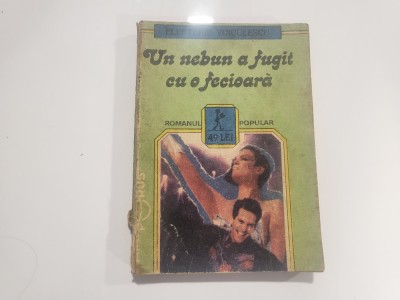 Un nebun a fugit
cu o fecioară
ROMANUL POPULAR
40 LEI